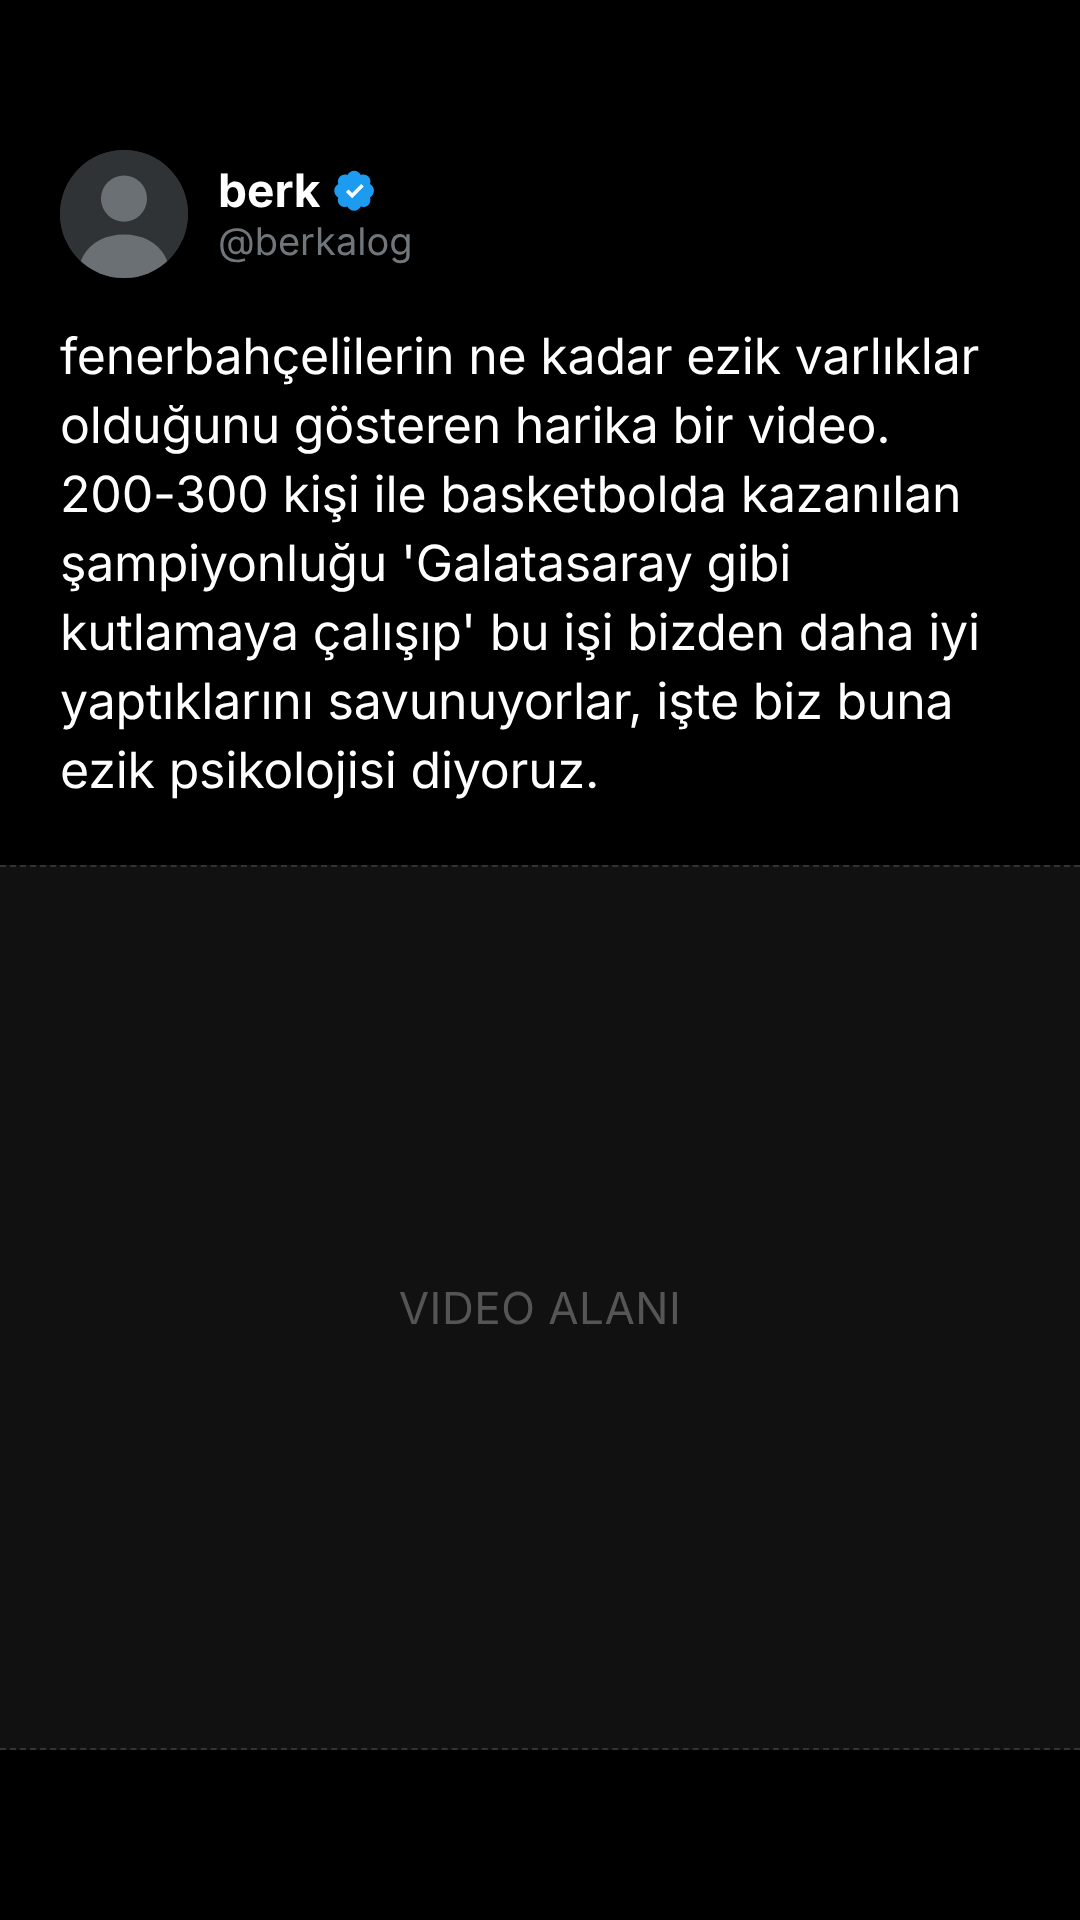 berk
@berkalog
fenerbahçelilerin ne kadar ezik varlıklar
olduğunu gösteren harika bir video.
200-300 kişi ile basketbolda kazanılan
şampiyonluğu 'Galatasaray gibi
kutlamaya çalışıp' bu işi bizden daha iyi
yaptıklarını savunuyorlar, işte biz buna
ezik psikolojisi diyoruz.
VIDEO ALANI